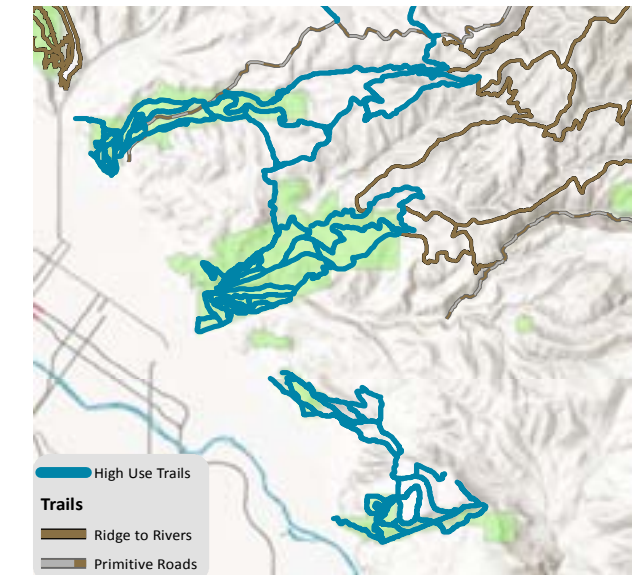 High Use Trails
Trails
Ridge to Rivers
Primitive Roads